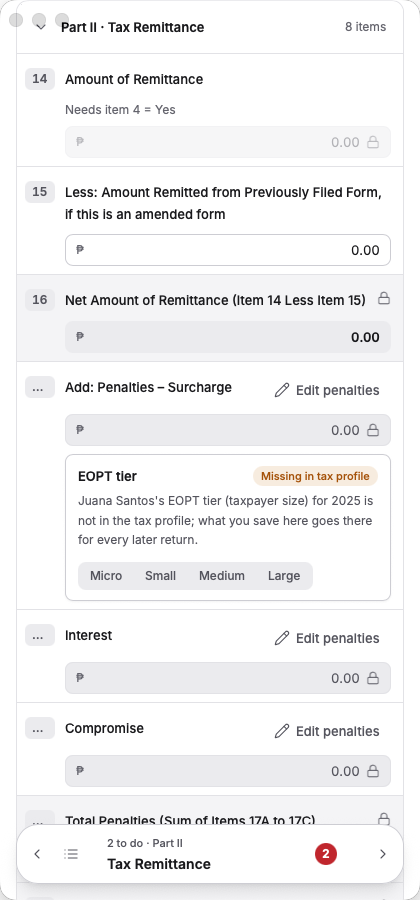 Part II · Tax Remittance
8 items
14
Amount of Remittance
Needs item 4 = Yes
₱ 0.00
15
Less: Amount Remitted from Previously Filed Form,
if this is an amended form
₱ 0.00
16
Net Amount of Remittance (Item 14 Less Item 15)
₱ 0.00
...
Add: Penalties – Surcharge
Edit penalties
₱ 0.00
EOPT tier
Missing in tax profile
Juana Santos's EOPT tier (taxpayer size) for 2025 is
not in the tax profile; what you save here goes there
for every later return.
Micro Small Medium Large
...
Interest
Edit penalties
₱ 0.00
...
Compromise
Edit penalties
₱ 0.00
...
Total Penalties (Sum of Items 17A to 17C)
2 to do · Part II
Tax Remittance
2